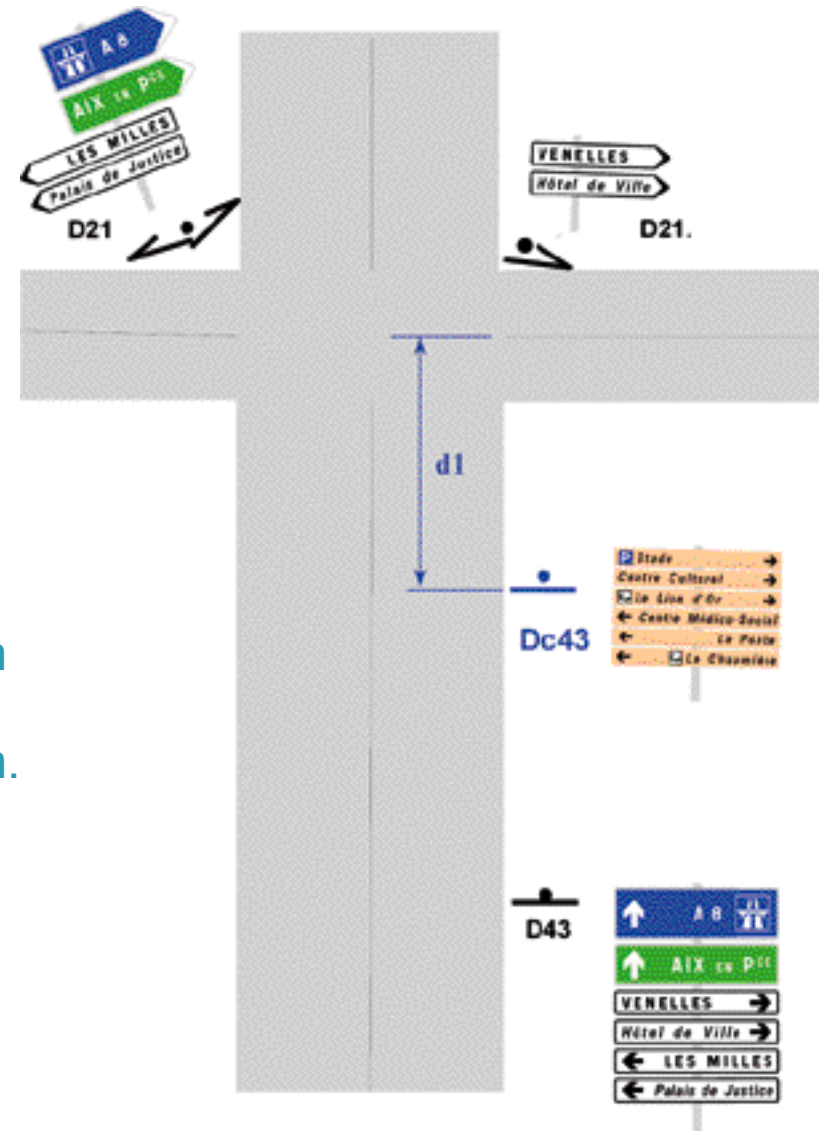 A 8
AIX EN PCE
LES MILLES
Palais de Justice
D21
VENELLES
Hôtel de Ville
D21.
d1
P Stade ........ →
Centre Culturel .... →
Le Lion d'Or .... →
← Centre Médico-Social
← ........ La Poste
← .... La Chaumière
Dc43
n
n.
D43
↑ A 8
↑ AIX EN PCE
VENELLES →
Hôtel de Ville →
← LES MILLES
← Palais de Justice